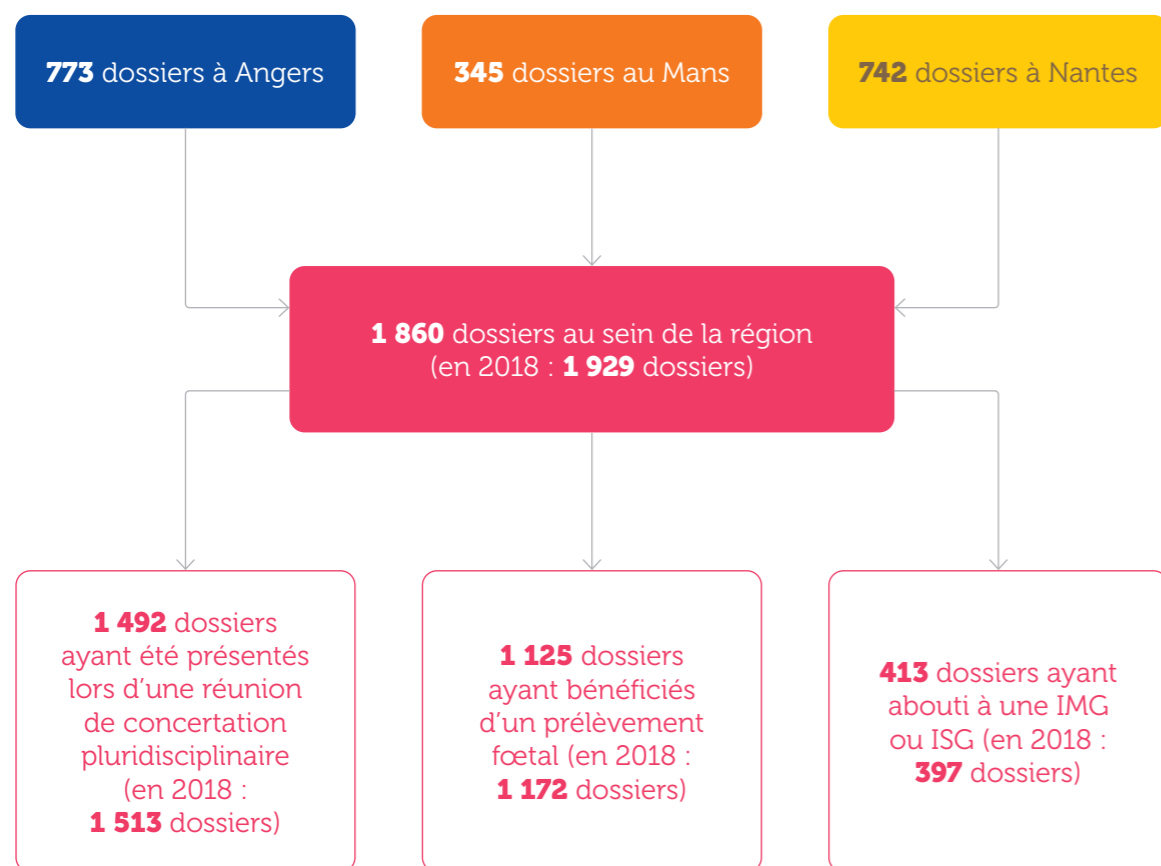 773 dossiers à Angers
345 dossiers au Mans
742 dossiers à Nantes
1 860 dossiers au sein de la région
(en 2018 : 1 929 dossiers)
1 492 dossiers
ayant été présentés
lors d’une réunion
de concertation
pluridisciplinaire
(en 2018 :
1 513 dossiers)
1 125 dossiers
ayant bénéficiés
d’un prélèvement
fœtal (en 2018 :
1 172 dossiers)
413 dossiers ayant
abouti à une IMG
ou ISG (en 2018 :
397 dossiers)